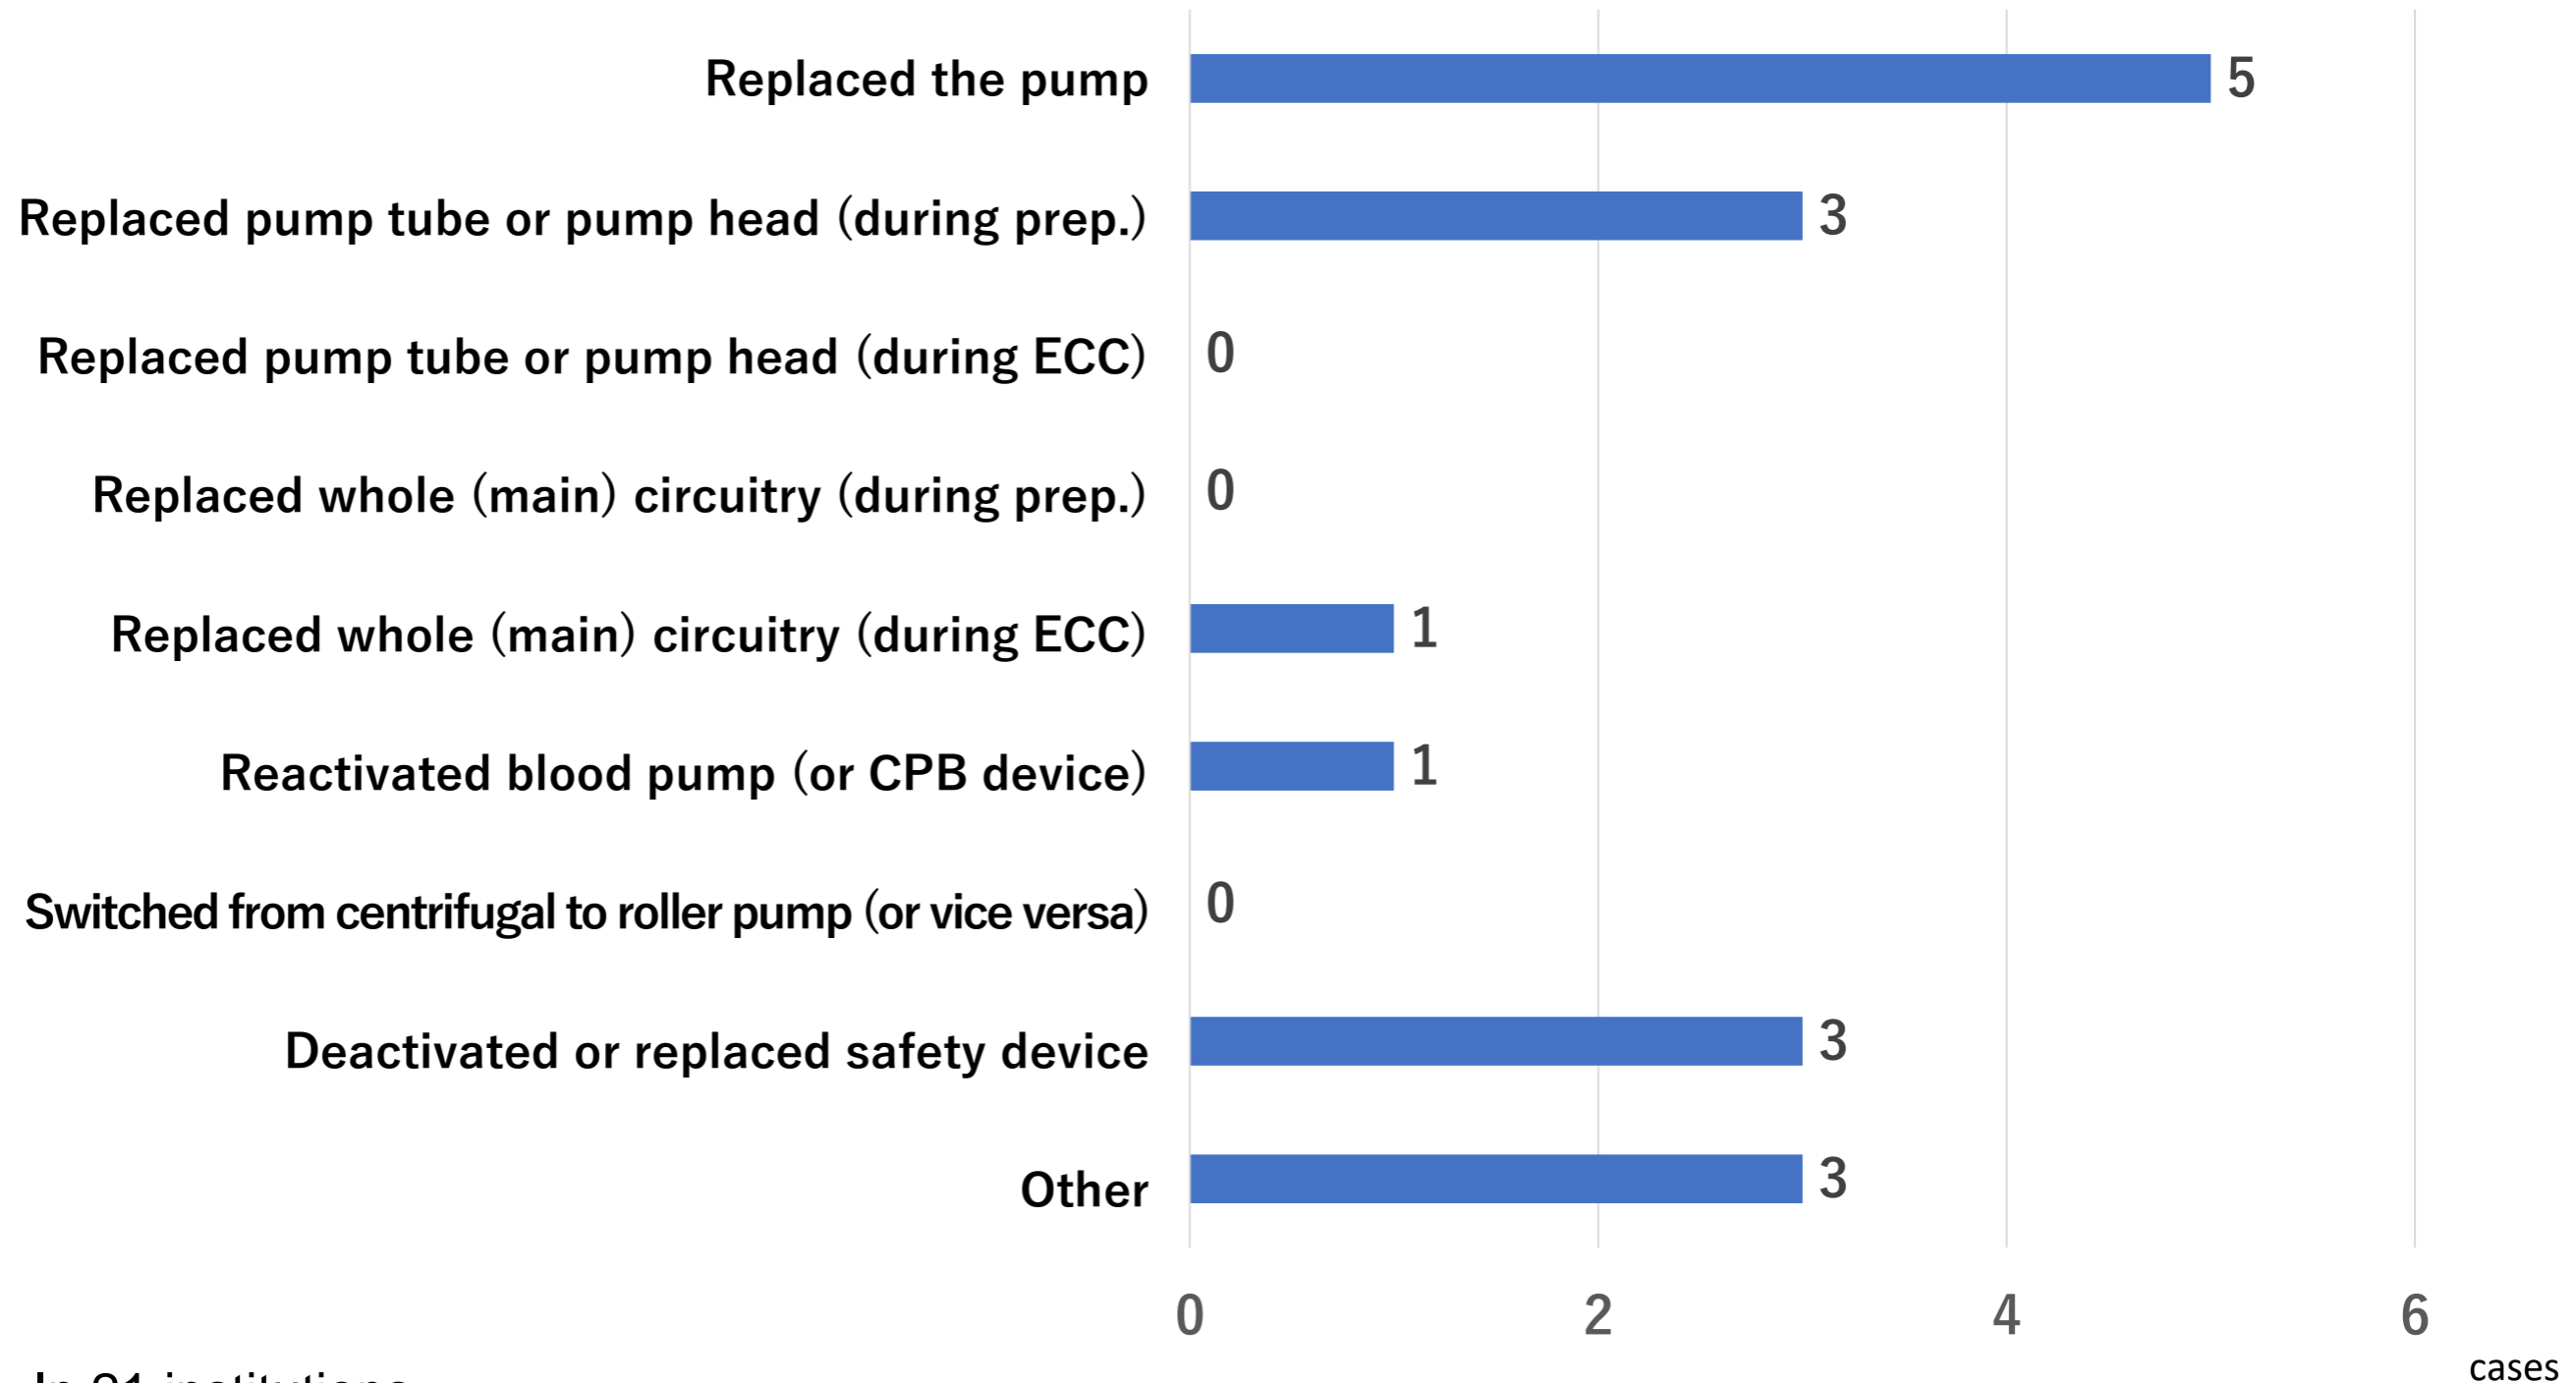 Replaced the pump 5
Replaced pump tube or pump head (during prep.) 3
Replaced pump tube or pump head (during ECC) 0
Replaced whole (main) circuitry (during prep.) 0
Replaced whole (main) circuitry (during ECC) 1
Reactivated blood pump (or CPB device) 1
Switched from centrifugal to roller pump (or vice versa) 0
Deactivated or replaced safety device 3
Other 3
0 2 4 6
cases
In institutions